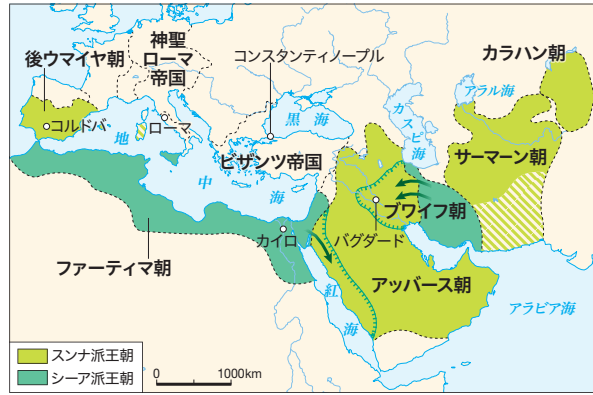 後ウマイヤ朝
神聖
ローマ
帝国
コンスタンティノープル
カラハン朝
アラル海
カスピ海
黒海
コルドバ
ローマ
地中海
ビザンツ帝国
サーマーン朝
ブワイフ朝
カイロ
バグダード
ファーティマ朝
アッバース朝
紅海
アラビア海
スンナ派王朝
シーア派王朝
0 1000km